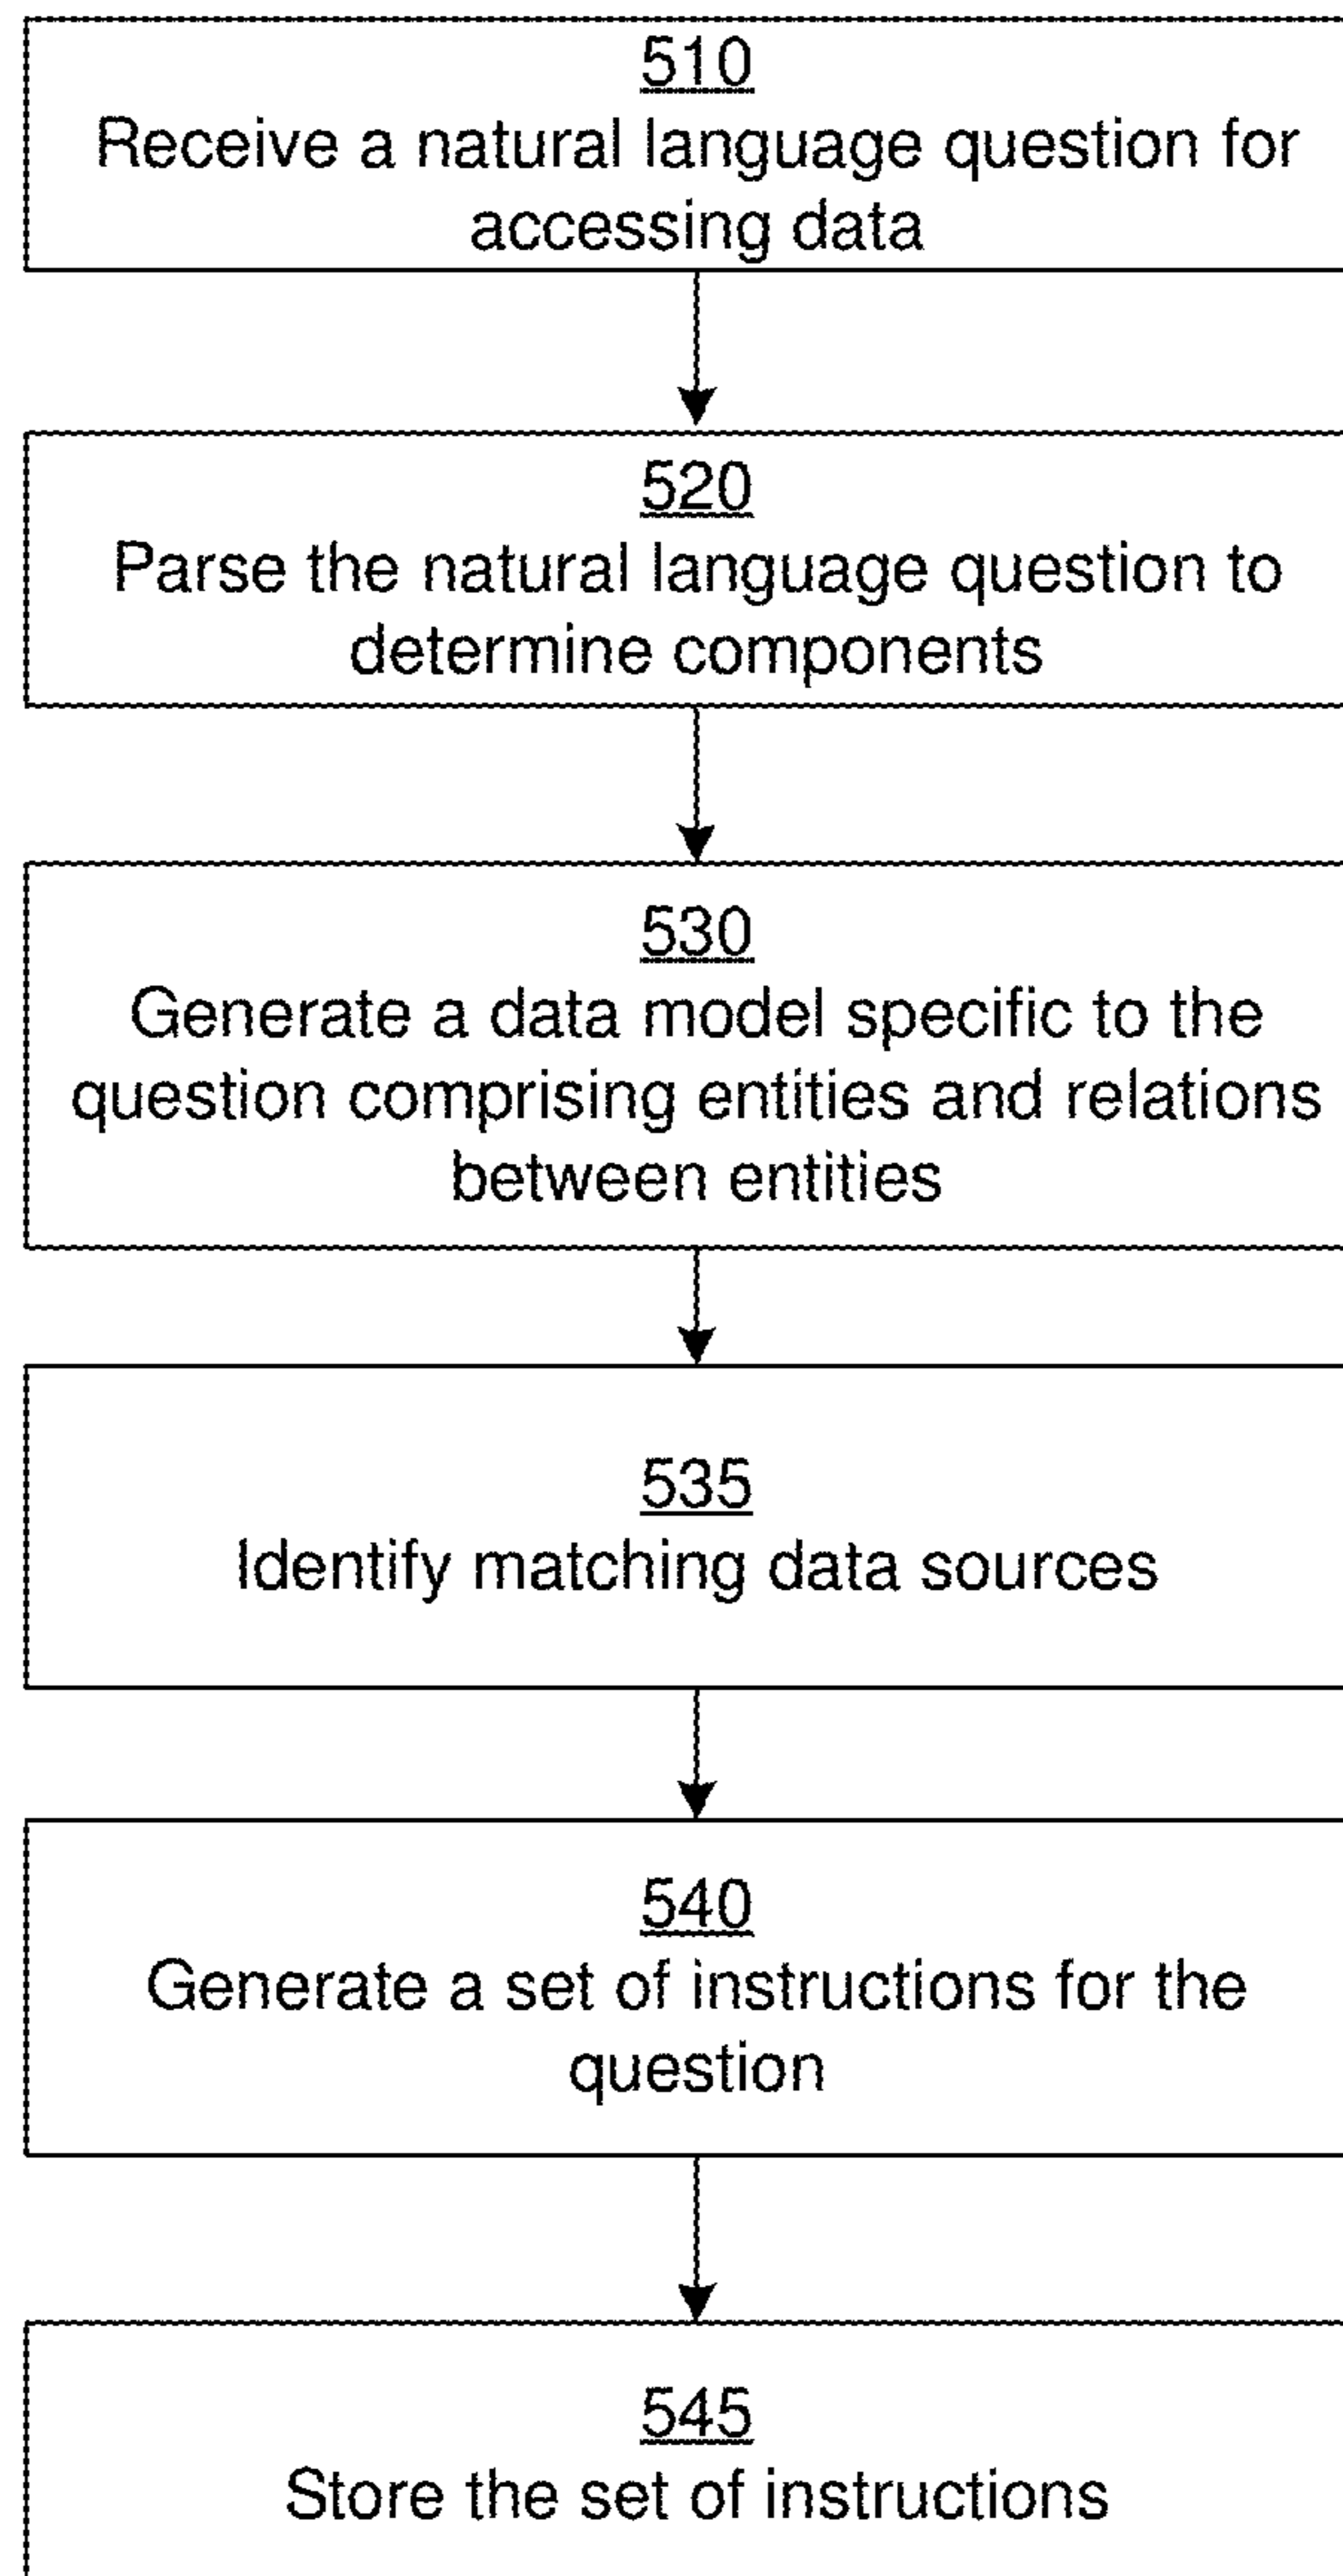 510
Receive a natural language question for
accessing data
520
Parse the natural language question to
determine components
530
Generate a data model specific to the
question comprising entities and relations
between entities
535
Identify matching data sources
540
Generate a set of instructions for the
question
545
Store the set of instructions